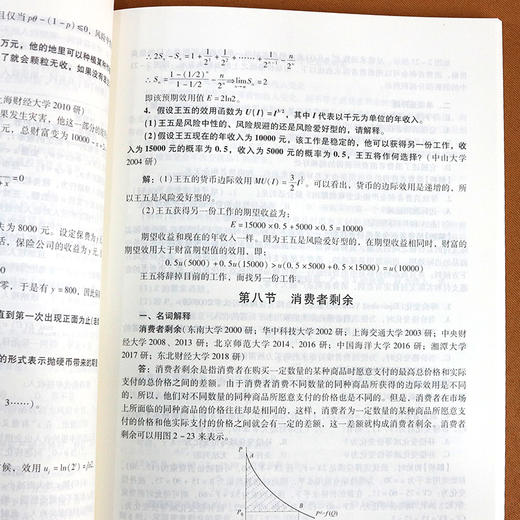 且仅当 pθ-(1-p)≤0,风险
万元,他的地里可以种植某种
了就会颗粒无收,如果没有
上海财经大学 2010 研)
果发生灾害,他这一部分的
元,总财富变为 10000-x
夫为 8000 元。设定保费为
活,保险公司的收益为
于是有 y=800,因此
直到第一次出现正面为止(
的形式表示抛硬币带来的
3……)。
候,效用 u_j=ln(2^j)=jln2
∴2Sₙ-Sₙ=1+1/2¹+1/2²+……+1/2ⁿ⁻¹-n/2ⁿ
∴Sₙ=(1-(1/2)ⁿ)/(1-1/2)-n/2ⁿ⇒limSₙ=2
n→∞
即该预期效用值 E=2ln2。
4. 假设王五的效用函数为 U(I)=I^1.5,其中 I 代表以千元为单位的年收入。
(1)王五是风险中性的、风险规避的还是风险爱好型的,请解释。
(2)假设王五现在的年收入为 10000 元,该工作是稳定的,他可以获得另一份工作,收
入为 15000 元的概率为 0.5,收入为 5000 元的概率为 0.5,王五将作何选择?(中山大学
2004 研)
解:(1)王五的货币边际效用 MU(I)=3/2 I^1/2。可以看出,货币的边际效用是递增的,所
以王五是风险爱好型的。
(2)王五获得另一份工作的期望收益为:
E=15000×0.5+5000×0.5=10000
期望收益和现在的年收入一样。因为王五是风险爱好型的,在期望收益相同时,财富的
期望效用大于财富期望值的效用,即:
0.5u(5000)+0.5u(15000)>u(0.5×5000+0.5×15000)=u(10000)
王五将辞掉目前的工作,而找另一份工作。
第八节 消费者剩余
一、名词解释
消费者剩余(东南大学 2000 研;华中科技大学 2002 研;上海交通大学 2003 研;中央财
经大学 2008、2013 研;北京师范大学 2014、2016 研;中国海洋大学 2016 研;湘潭大学
2017 研;东北财经大学 2018 研)
答:消费者剩余是指消费者在购买一定数量的某种商品时愿意支付的最高总价格和实际
支付的总价格之间的差额。由于消费者消费不同数量的同种商品所获得的边际效用是不同
的,所以,他们对不同数量的同种商品所愿意支付的价格也是不同的。但是,消费者在市场
上所面临的同种商品的价格往往却是相同的,这样,消费者为一定数量的某种商品所愿意支
付的价格和他实际支付的价格之间就会有一定的差额,这一差额就构成消费者剩余。消费者
剩余可以用图 2-23 来表示。
P
A
P₀
B
P=f(Q)